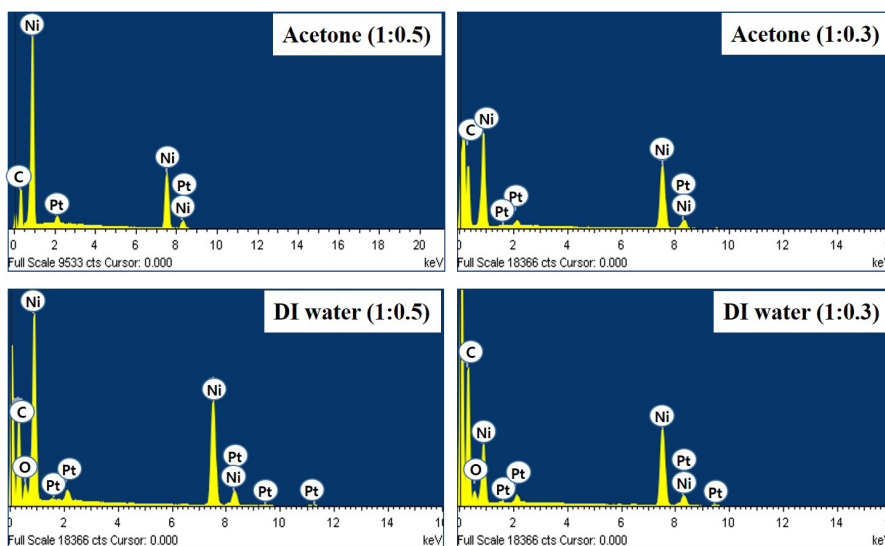 Acetone (1:0.5)
Ni
C
Pt
Ni
Pt
Ni
0 2 4 6 8 10 12 14 16 18 20
Full Scale 9533 cts Cursor: 0.000 keV
Acetone (1:0.3)
C
Ni
Pt
Pt
Ni
Pt
Ni
0 2 4 6 8 10 12 14
Full Scale 18366 cts Cursor: 0.000 keV
DI water (1:0.5)
Ni
C
O
Pt
Pt
Ni
Pt
Ni
Pt
Pt
0 2 4 6 8 10 12 14 16
Full Scale 18366 cts Cursor: 0.000 keV
DI water (1:0.3)
C
O
Ni
Pt
Pt
Ni
Pt
Ni
Pt
0 2 4 6 8 10 12 14
Full Scale 18366 cts Cursor: 0.000 keV